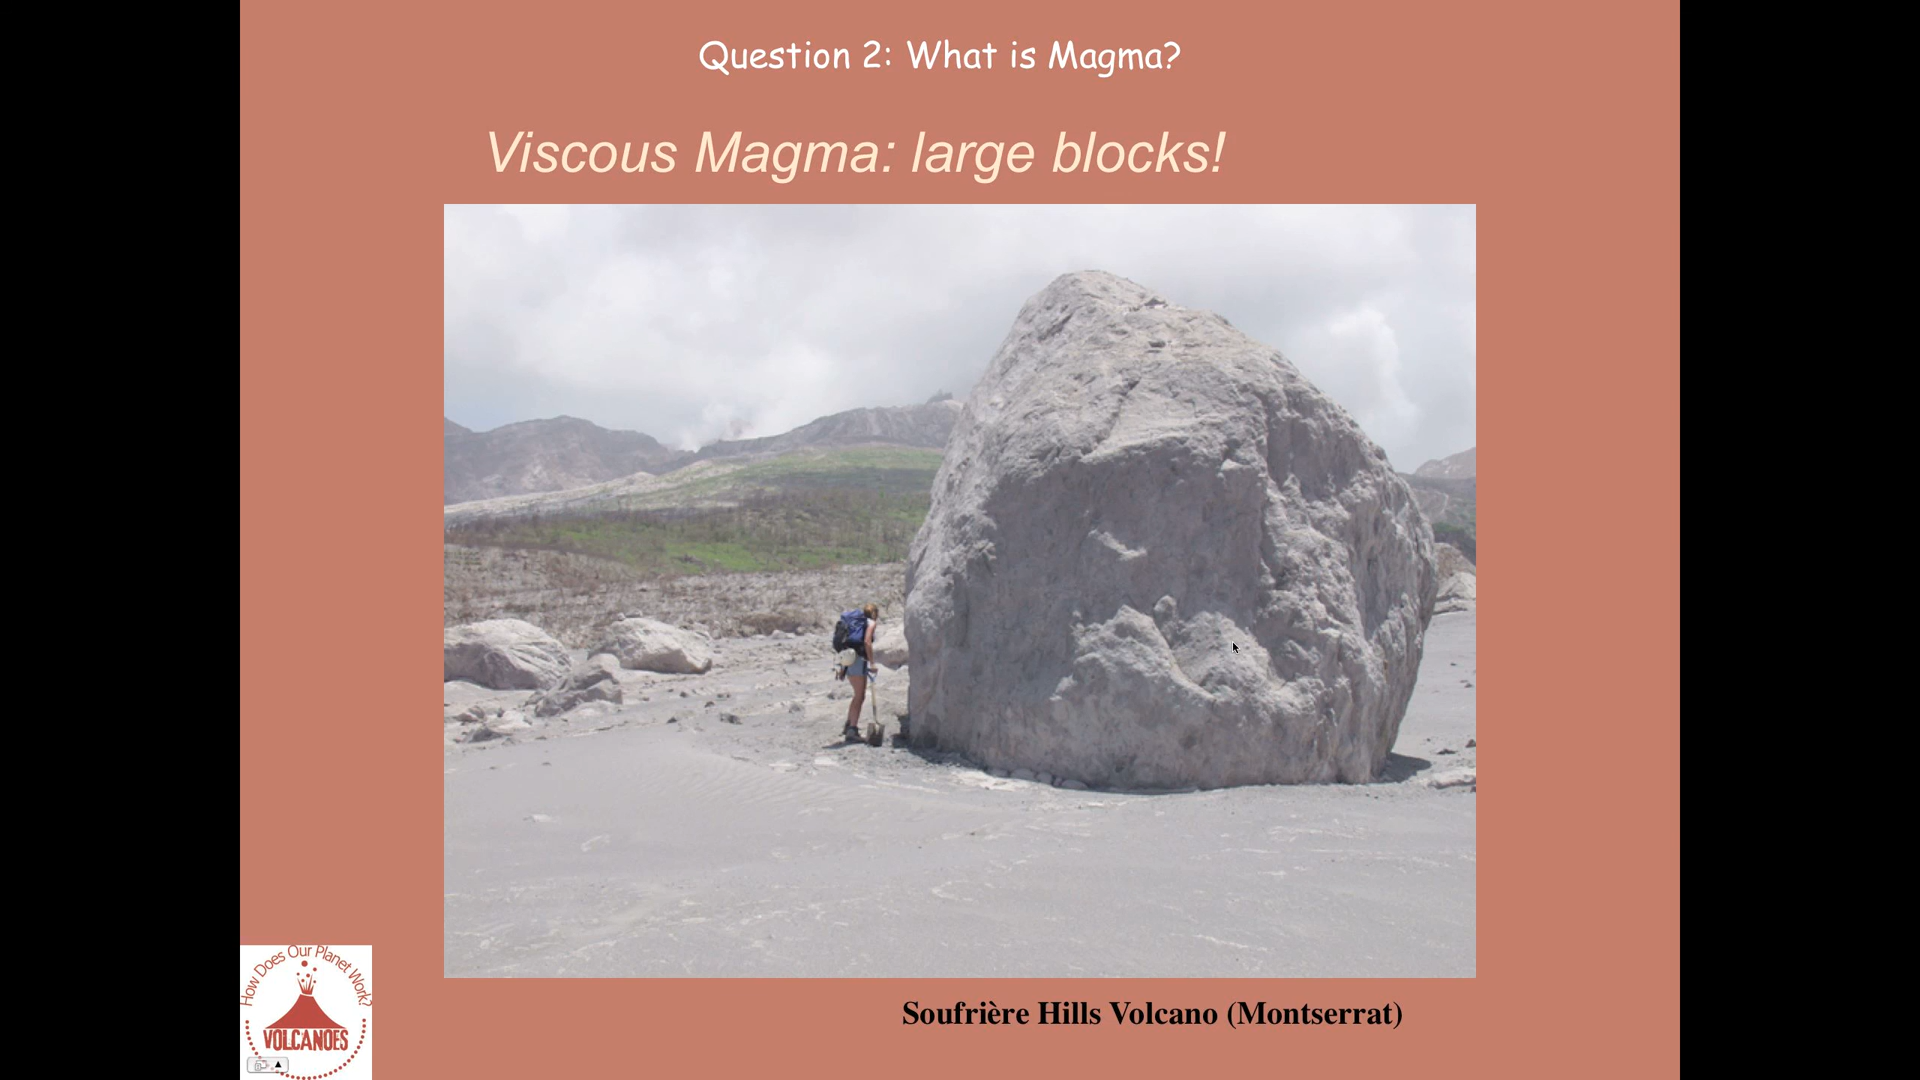 Question 2: What is Magma?
Viscous Magma: large blocks!
Soufrière Hills Volcano (Montserrat)
How Does Our Planet Work?
VOLCANOES